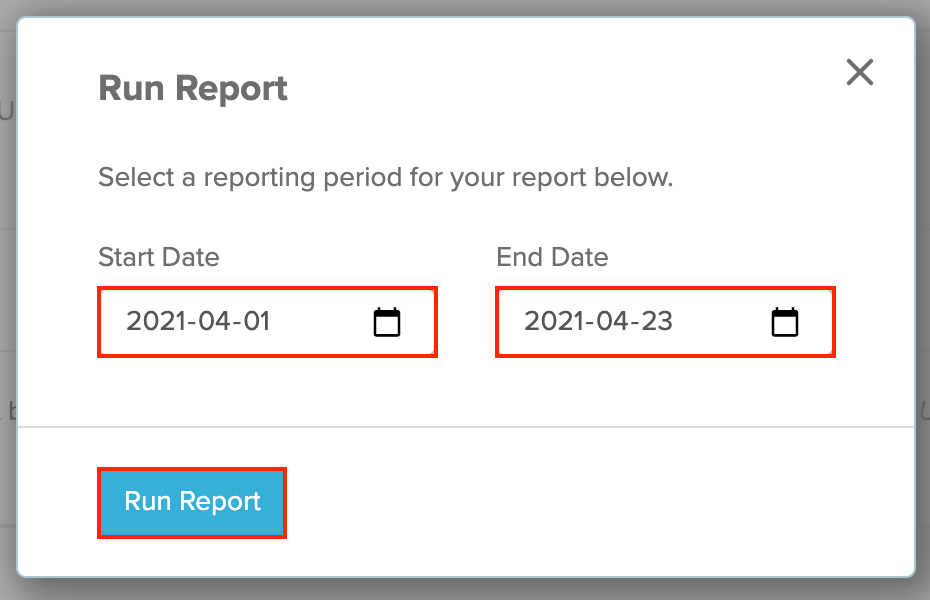 Run Report
Select a reporting period for your report below.
Start Date
End Date
2021-04-01
2021-04-23
Run Report